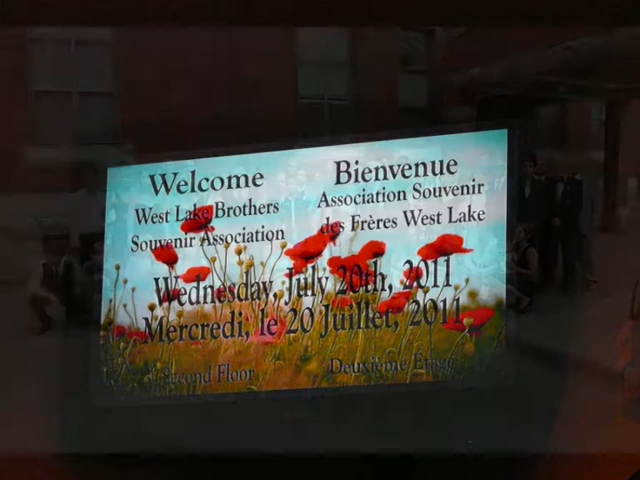 Welcome
West Lake Brothers
Souvenir Association
Bienvenue
Association Souvenir
des Frères West Lake
Wednesday, July 20th, 2011
Mercredi, le 20 Juillet, 2011
Second Floor
Deuxième Étage